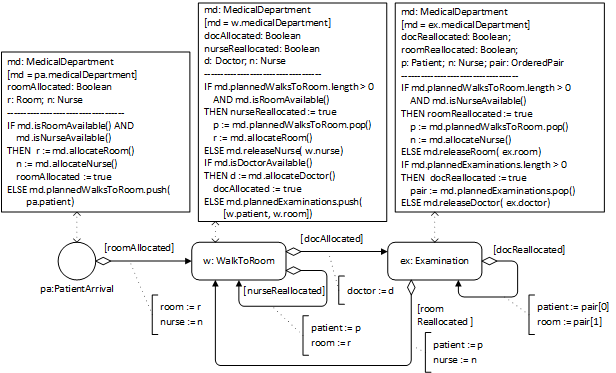 md: MedicalDepartment
[md = pa.medicalDepartment]
roomAllocated: Boolean
r: Room; n: Nurse
------------------------------------
IF md.isRoomAvailable() AND
md.isNurseAvailable()
THEN r := md.allocateRoom()
n := md.allocateNurse()
roomAllocated := true
ELSE md.plannedWalksToRoom.push(
pa.patient)
md: MedicalDepartment
[md = w.medicalDepartment]
docAllocated: Boolean
nurseReallocated: Boolean
d: Doctor; n: Nurse
------------------------------------
IF md.plannedWalksToRoom.length > 0
AND md.isRoomAvailable()
THEN nurseReallocated := true
p := md.plannedWalksToRoom.pop()
r := md.allocateRoom()
ELSE md.releaseNurse( w.nurse)
IF md.isDoctorAvailable()
THEN d := md.allocateDoctor()
docAllocated := true
ELSE md.plannedExaminations.push(
[w.patient, w.room])
md: MedicalDepartment
[md = ex.medicalDepartment]
docReallocated: Boolean;
roomReallocated: Boolean;
p: Patient; n: Nurse; pair: OrderedPair
------------------------------------
IF md.plannedWalksToRoom.length > 0
AND md.isNurseAvailable()
THEN roomReallocated := true
p := md.plannedWalksToRoom.pop()
n := md.allocateNurse()
ELSE md.releaseRoom( ex.room)
IF md.plannedExaminations.length > 0
THEN docReallocated := true
pair := md.plannedExaminations.pop()
ELSE md.releaseDoctor( ex.doctor)
pa:PatientArrival
[roomAllocated]
room := r
nurse := n
w: WalkToRoom
[docAllocated]
[nurseReallocated]
doctor := d
patient := p
room := r
ex: Examination
[docReallocated]
[room
Reallocated ]
patient := pair[0]
room := pair[1]
patient := p
nurse := n